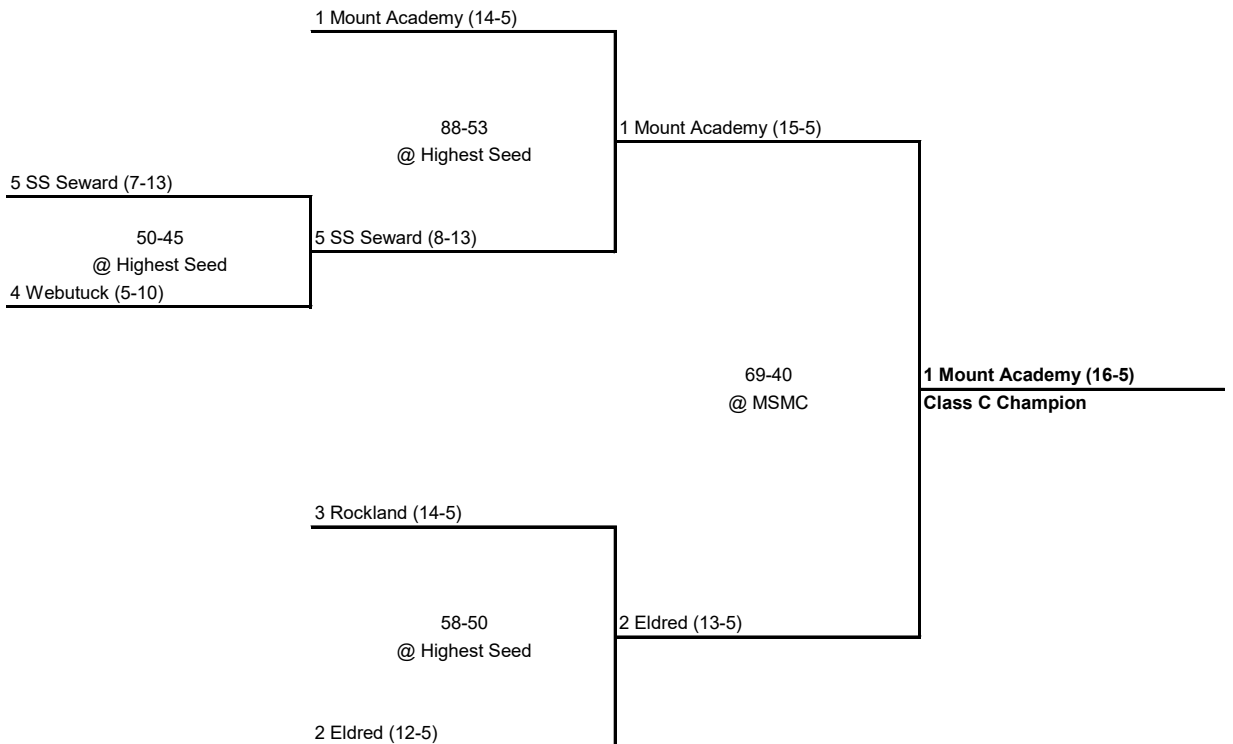 1 Mount Academy (14-5)
88-53
@ Highest Seed
1 Mount Academy (15-5)
5 SS Seward (7-13)
50-45
@ Highest Seed
5 SS Seward (8-13)
4 Webutuck (5-10)
69-40
@ MSMC
1 Mount Academy (16-5)
Class C Champion
3 Rockland (14-5)
58-50
@ Highest Seed
2 Eldred (13-5)
2 Eldred (12-5)